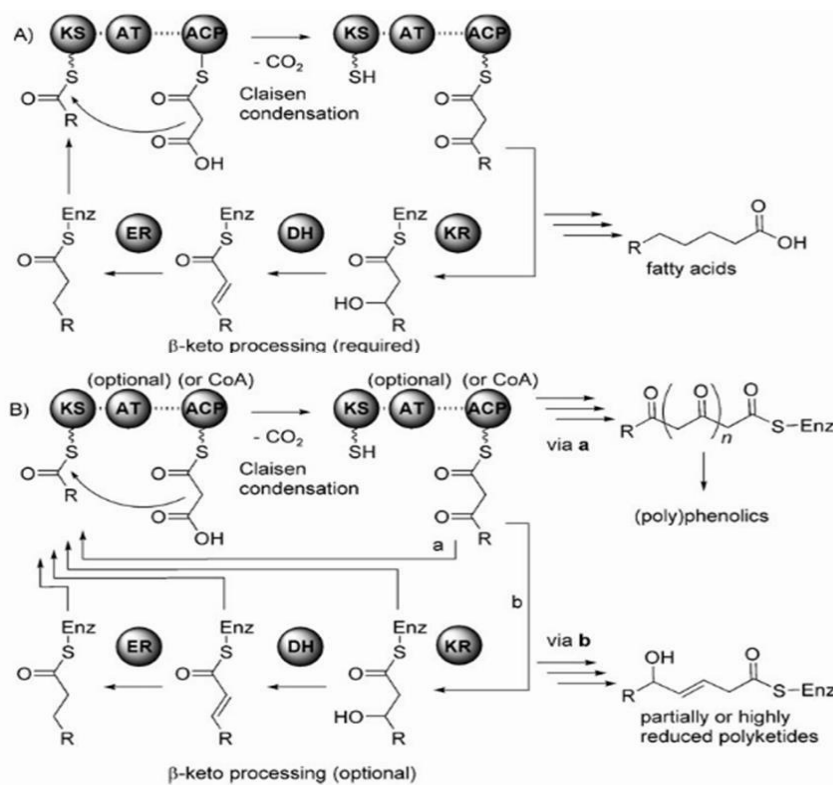 A)
KS AT ACP
KS AT ACP
- CO2
Claisen
condensation
S
S
SH
S
O
R
O
O
OH
O
O
R
Enz
S
O
R
ER
Enz
S
O
R
DH
Enz
S
O
HO
R
KR
R
O
OH
fatty acids
β-keto processing (required)
B)
(optional) (or CoA)
KS AT ACP
(optional) (or CoA)
KS AT ACP
- CO2
Claisen
condensation
S
S
SH
S
O
R
O
O
OH
O
O
R
via a
O
O
O
R
n
S-Enz
(poly)phenolics
a
b
Enz
S
O
R
ER
Enz
S
O
R
DH
Enz
S
O
HO
R
KR
via b
OH
O
R
S-Enz
partially or highly
reduced polyketides
β-keto processing (optional)